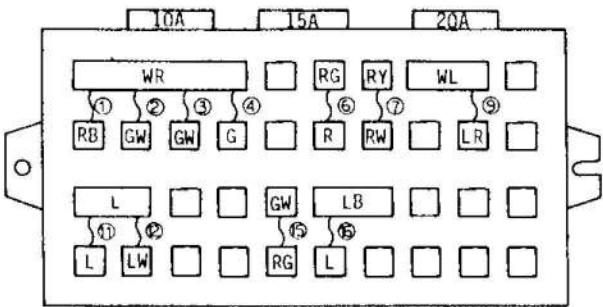 10A 15A 20A
WR RG RY WL
① ② ③ ④ ⑥ ⑦ ⑨
RB GW GW G R RW LR
L GW LB
⑪ ⑫ ⑮ ⑯
L LW RG L